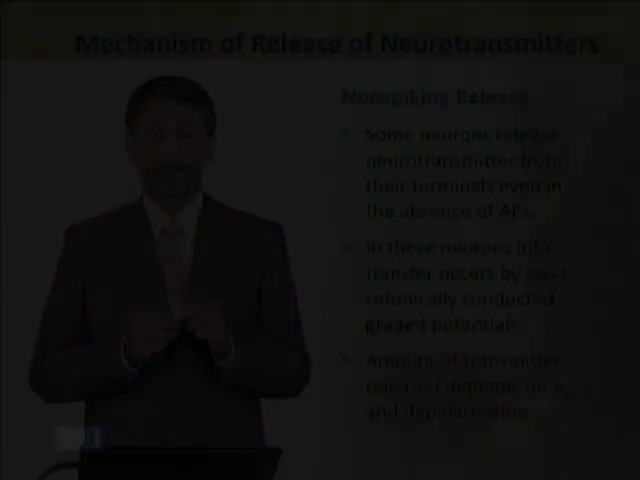 Mechanism of Release of Neurotransmitters
Nonspiking Release
• Some neurons release
neurotransmitter from
their terminals even in
the absence of APs.
• In these neurons info.
transfer occurs by elect-
rotonically conducted
graded potentials.
• Amount of transmitter
released depends on
and depolarization